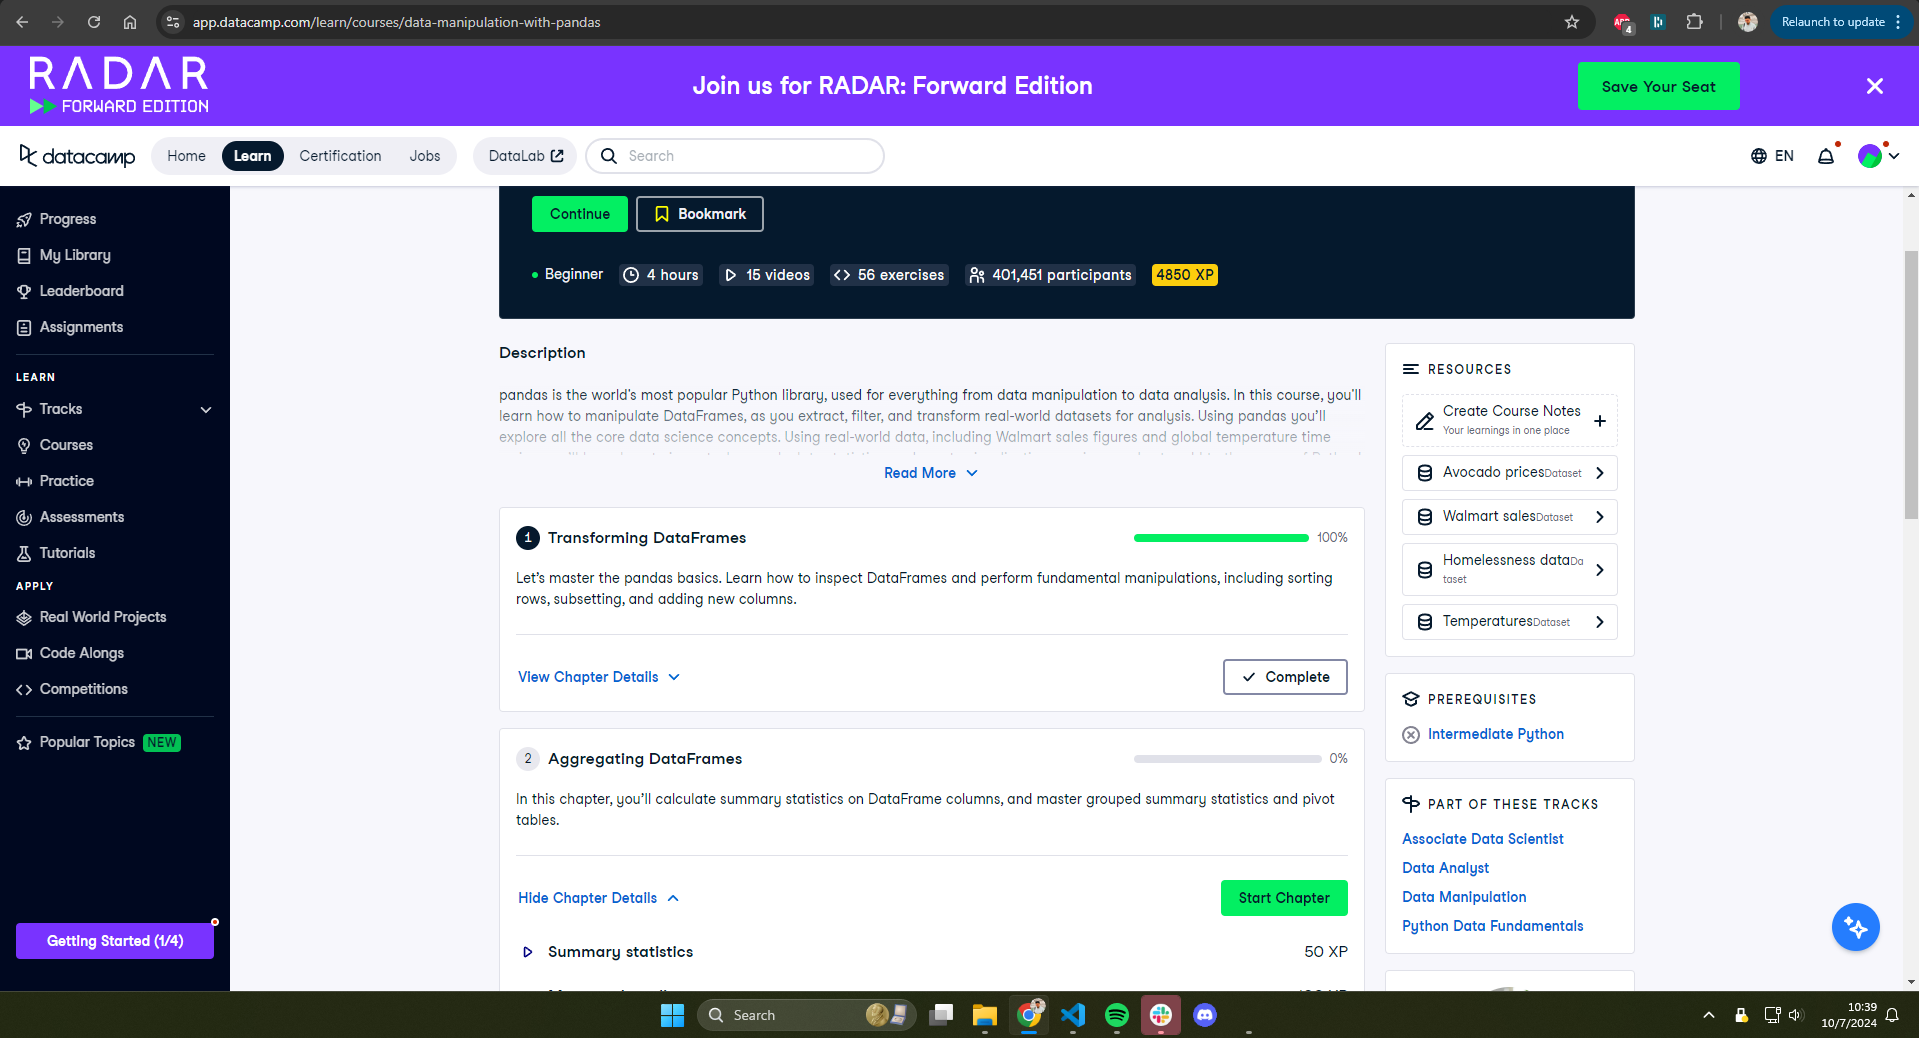 app.datacamp.com/learn/courses/data-manipulation-with-pandas
4
Relaunch to update
RADAR
FORWARD EDITION
Join us for RADAR: Forward Edition
Save Your Seat
datacamp
Home
Learn
Certification
Jobs
DataLab
Search
EN
Progress
My Library
Leaderboard
Assignments
LEARN
Tracks
Courses
Practice
Assessments
Tutorials
APPLY
Real World Projects
Code Alongs
Competitions
Popular Topics NEW
Getting Started (1/4)
Continue
Bookmark
Beginner
4 hours
15 videos
56 exercises
401,451 participants
4850 XP
Description
pandas is the world's most popular Python library, used for everything from data manipulation to data analysis. In this course, you'll
learn how to manipulate DataFrames, as you extract, filter, and transform real-world datasets for analysis. Using pandas you'll
explore all the core data science concepts. Using real-world data, including Walmart sales figures and global temperature time
Read More
1 Transforming DataFrames
100%
Let's master the pandas basics. Learn how to inspect DataFrames and perform fundamental manipulations, including sorting
rows, subsetting, and adding new columns.
View Chapter Details
Complete
2 Aggregating DataFrames
0%
In this chapter, you'll calculate summary statistics on DataFrame columns, and master grouped summary statistics and pivot
tables.
Hide Chapter Details
Start Chapter
Summary statistics
50 XP
RESOURCES
Create Course Notes
Your learnings in one place
Avocado prices Dataset
Walmart sales Dataset
Homelessness data Da
taset
Temperatures Dataset
PREREQUISITES
Intermediate Python
PART OF THESE TRACKS
Associate Data Scientist
Data Analyst
Data Manipulation
Python Data Fundamentals
Search
10:39
10/7/2024